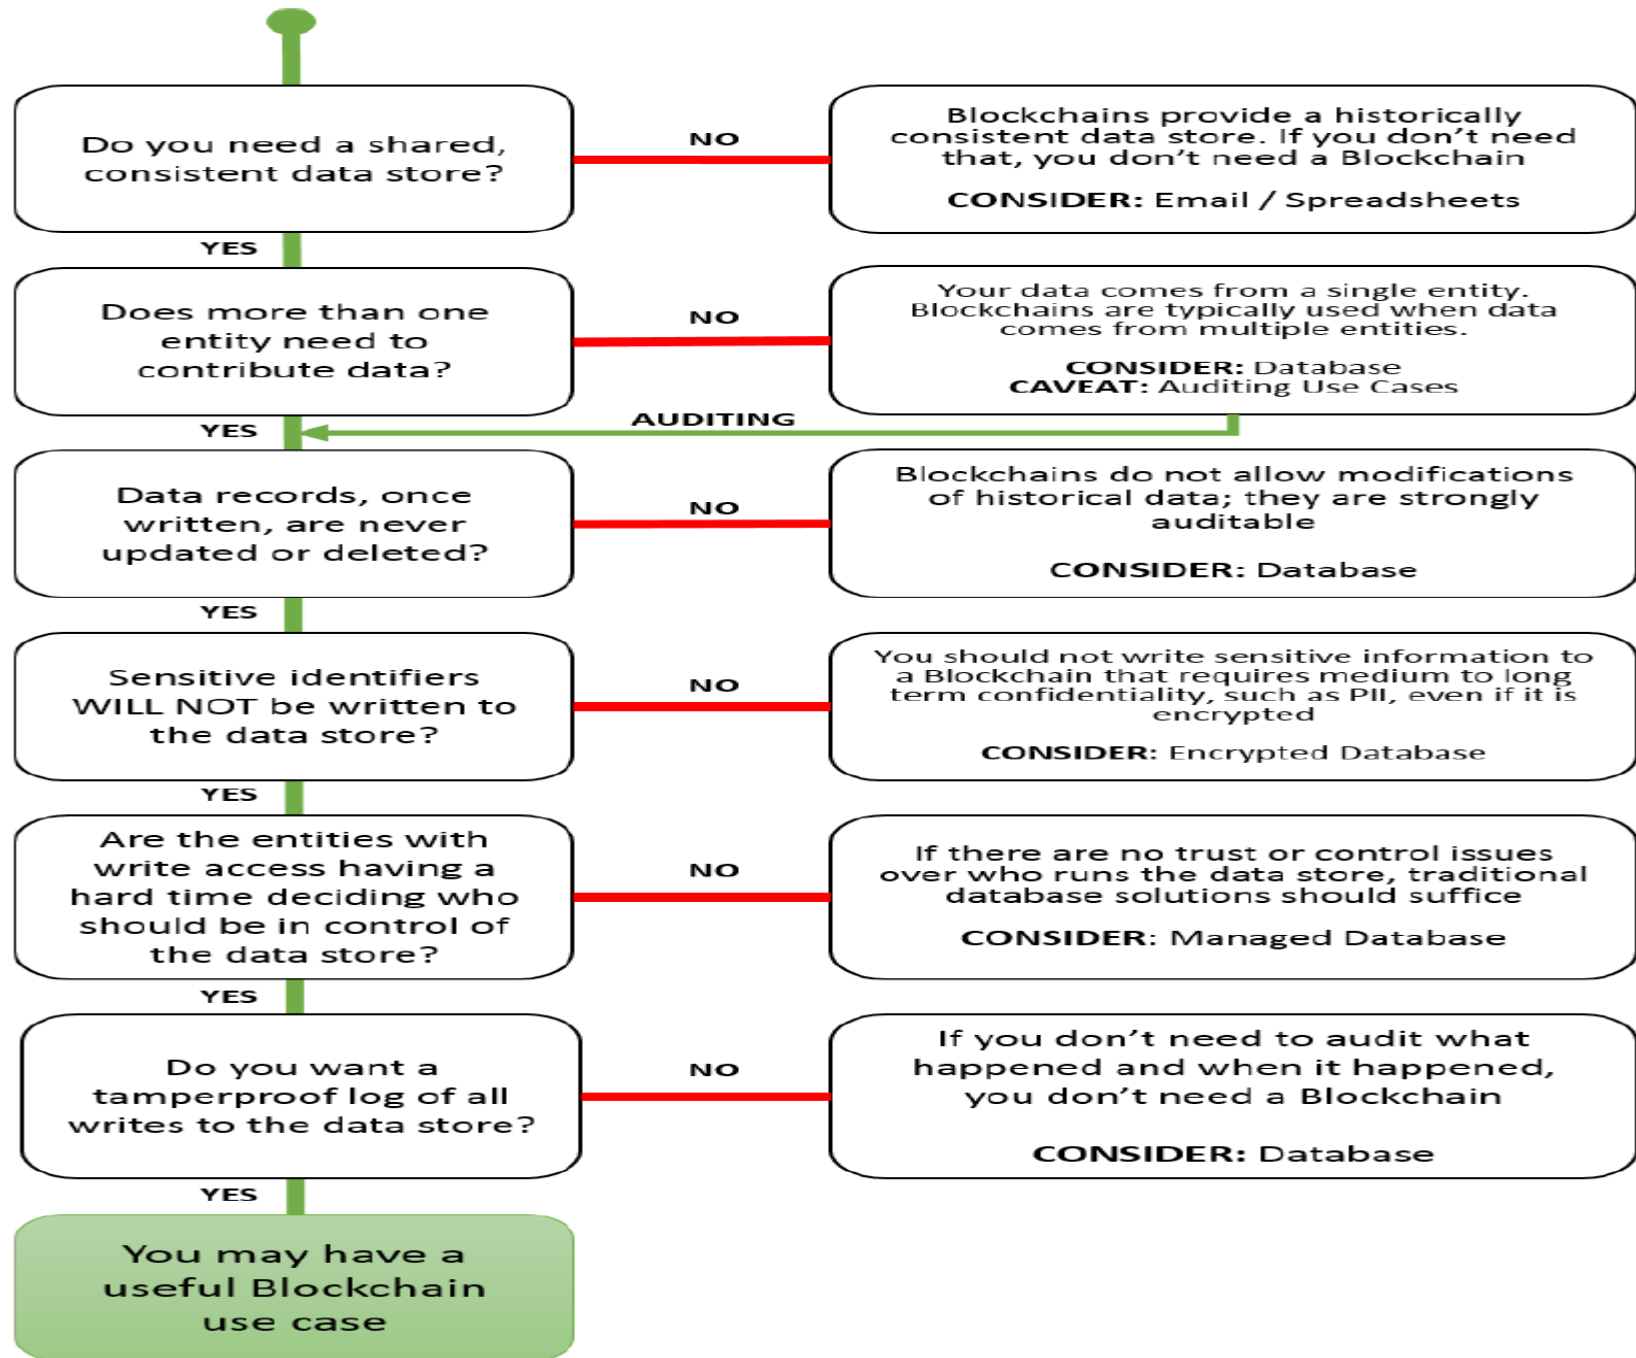 Do you need a shared,
consistent data store?
NO
Blockchains provide a historically
consistent data store. If you don’t need
that, you don’t need a Blockchain
CONSIDER: Email / Spreadsheets
YES
Does more than one
entity need to
contribute data?
NO
Your data comes from a single entity.
Blockchains are typically used when data
comes from multiple entities.
CONSIDER: Database
CAVEAT: Auditing Use Cases
YES
AUDITING
Data records, once
written, are never
updated or deleted?
NO
Blockchains do not allow modifications
of historical data; they are strongly
auditable
CONSIDER: Database
YES
Sensitive identifiers
WILL NOT be written to
the data store?
NO
You should not write sensitive information to
a Blockchain that requires medium to long
term confidentiality, such as PII, even if it is
encrypted
CONSIDER: Encrypted Database
YES
Are the entities with
write access having a
hard time deciding who
should be in control of
the data store?
NO
If there are no trust or control issues
over who runs the data store, traditional
database solutions should suffice
CONSIDER: Managed Database
YES
Do you want a
tamperproof log of all
writes to the data store?
NO
If you don’t need to audit what
happened and when it happened,
you don’t need a Blockchain
CONSIDER: Database
YES
You may have a
useful Blockchain
use case